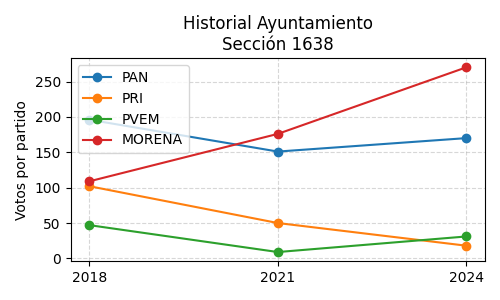 Historial Ayuntamiento
Sección 1638
Votos por partido
250
200
150
100
50
0
PAN
PRI
PVEM
MORENA
2018
2021
2024